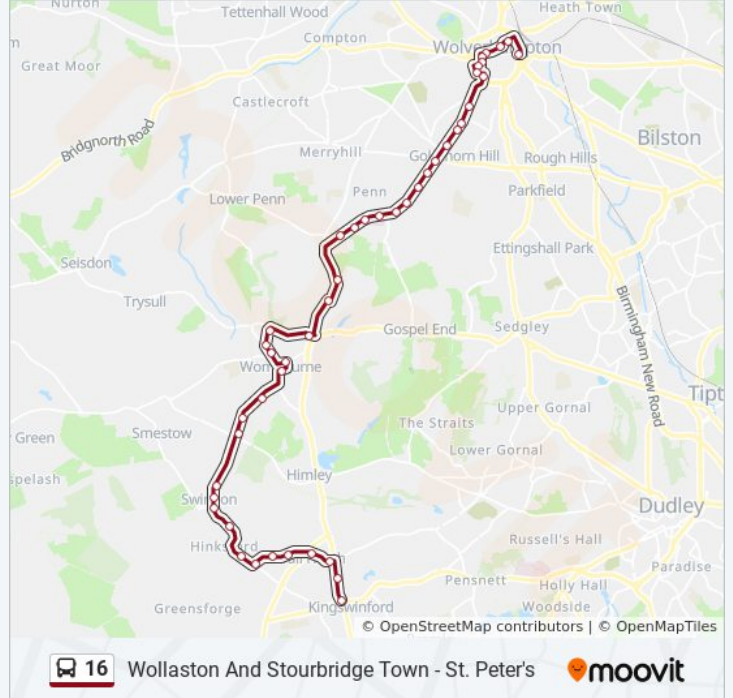 Nurton
Tettenhall Wood
Heath Town
Compton
Wolverhampton
m
Great Moor
Castlecroft
Bridgnorth Road
Bilston
Merryhill
Goldthorn Hill
Rough Hills
Lower Penn
Penn
Parkfield
Ettingshall Park
Seisdon
Trysull
Birmingham New Road
Gospel End
Sedgley
Wombourne
Tipt
Upper Gornal
The Straits
Green
Smestow
Lower Gornal
spelash
Himley
Swindon
Dudley
Russell's Hall
Hinksford
Paradise
Pensnett
Holly Hall
Greensforge
Kingswinford
Woodside
© OpenStreetMap contributors | © OpenMapTiles
16 Wollaston And Stourbridge Town - St. Peter's
moovit